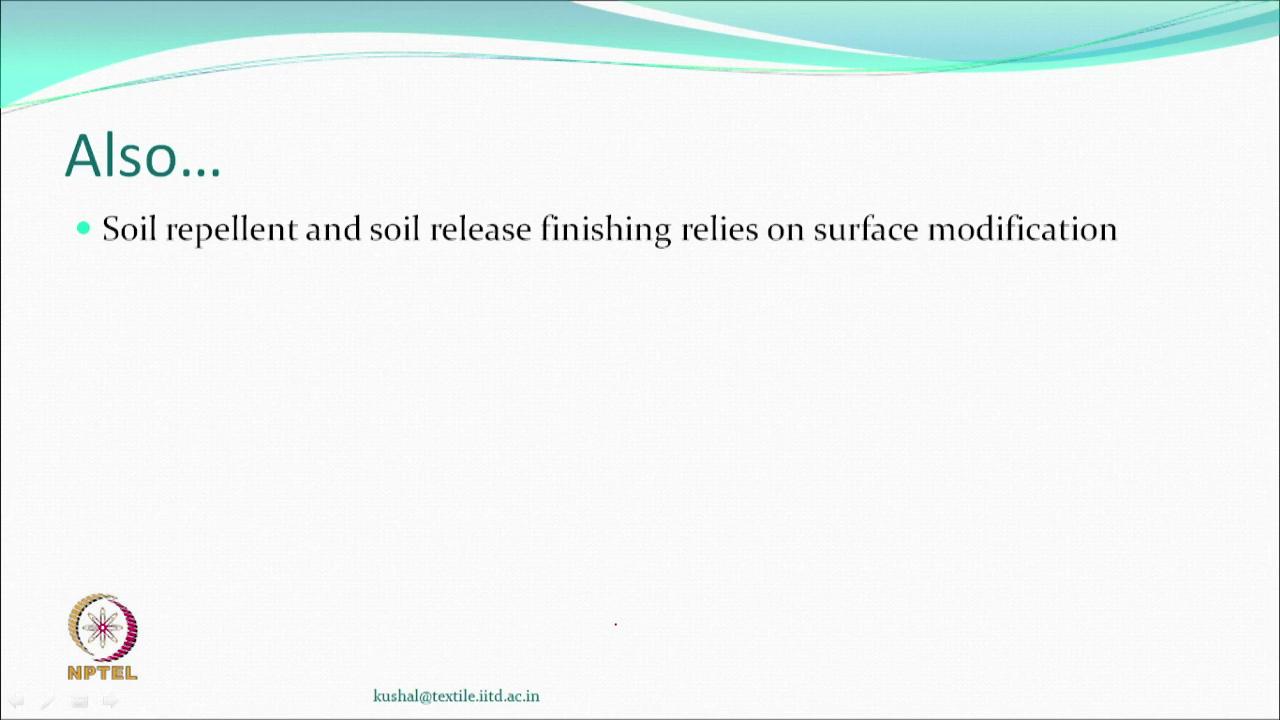 Also...
Soil repellent and soil release finishing relies on surface modification
NPTEL
kushal@textile.iitd.ac.in